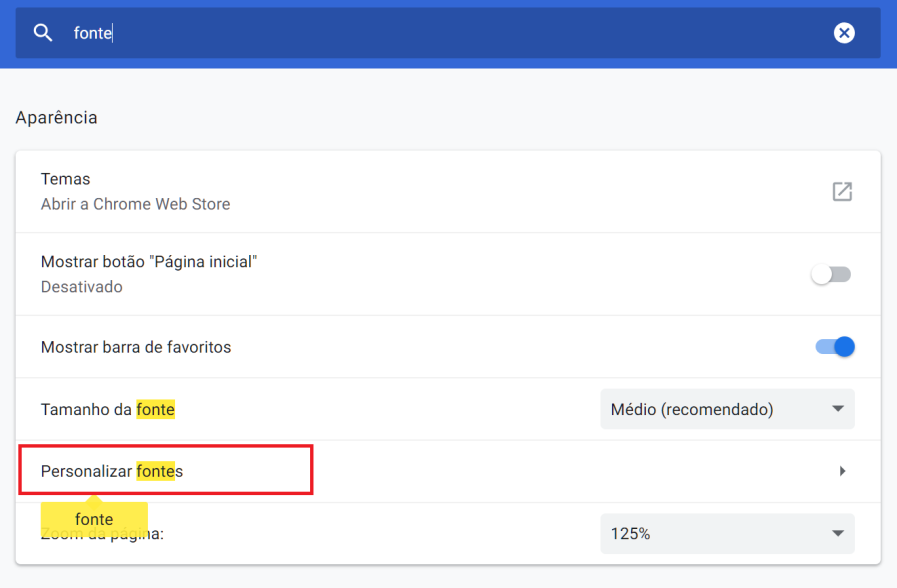 fonte
Aparência
Temas
Abrir a Chrome Web Store
Mostrar botão "Página inicial"
Desativado
Mostrar barra de favoritos
Tamanho da fonte
Médio (recomendado)
Personalizar fontes
fonte
Zoom da página:
125%